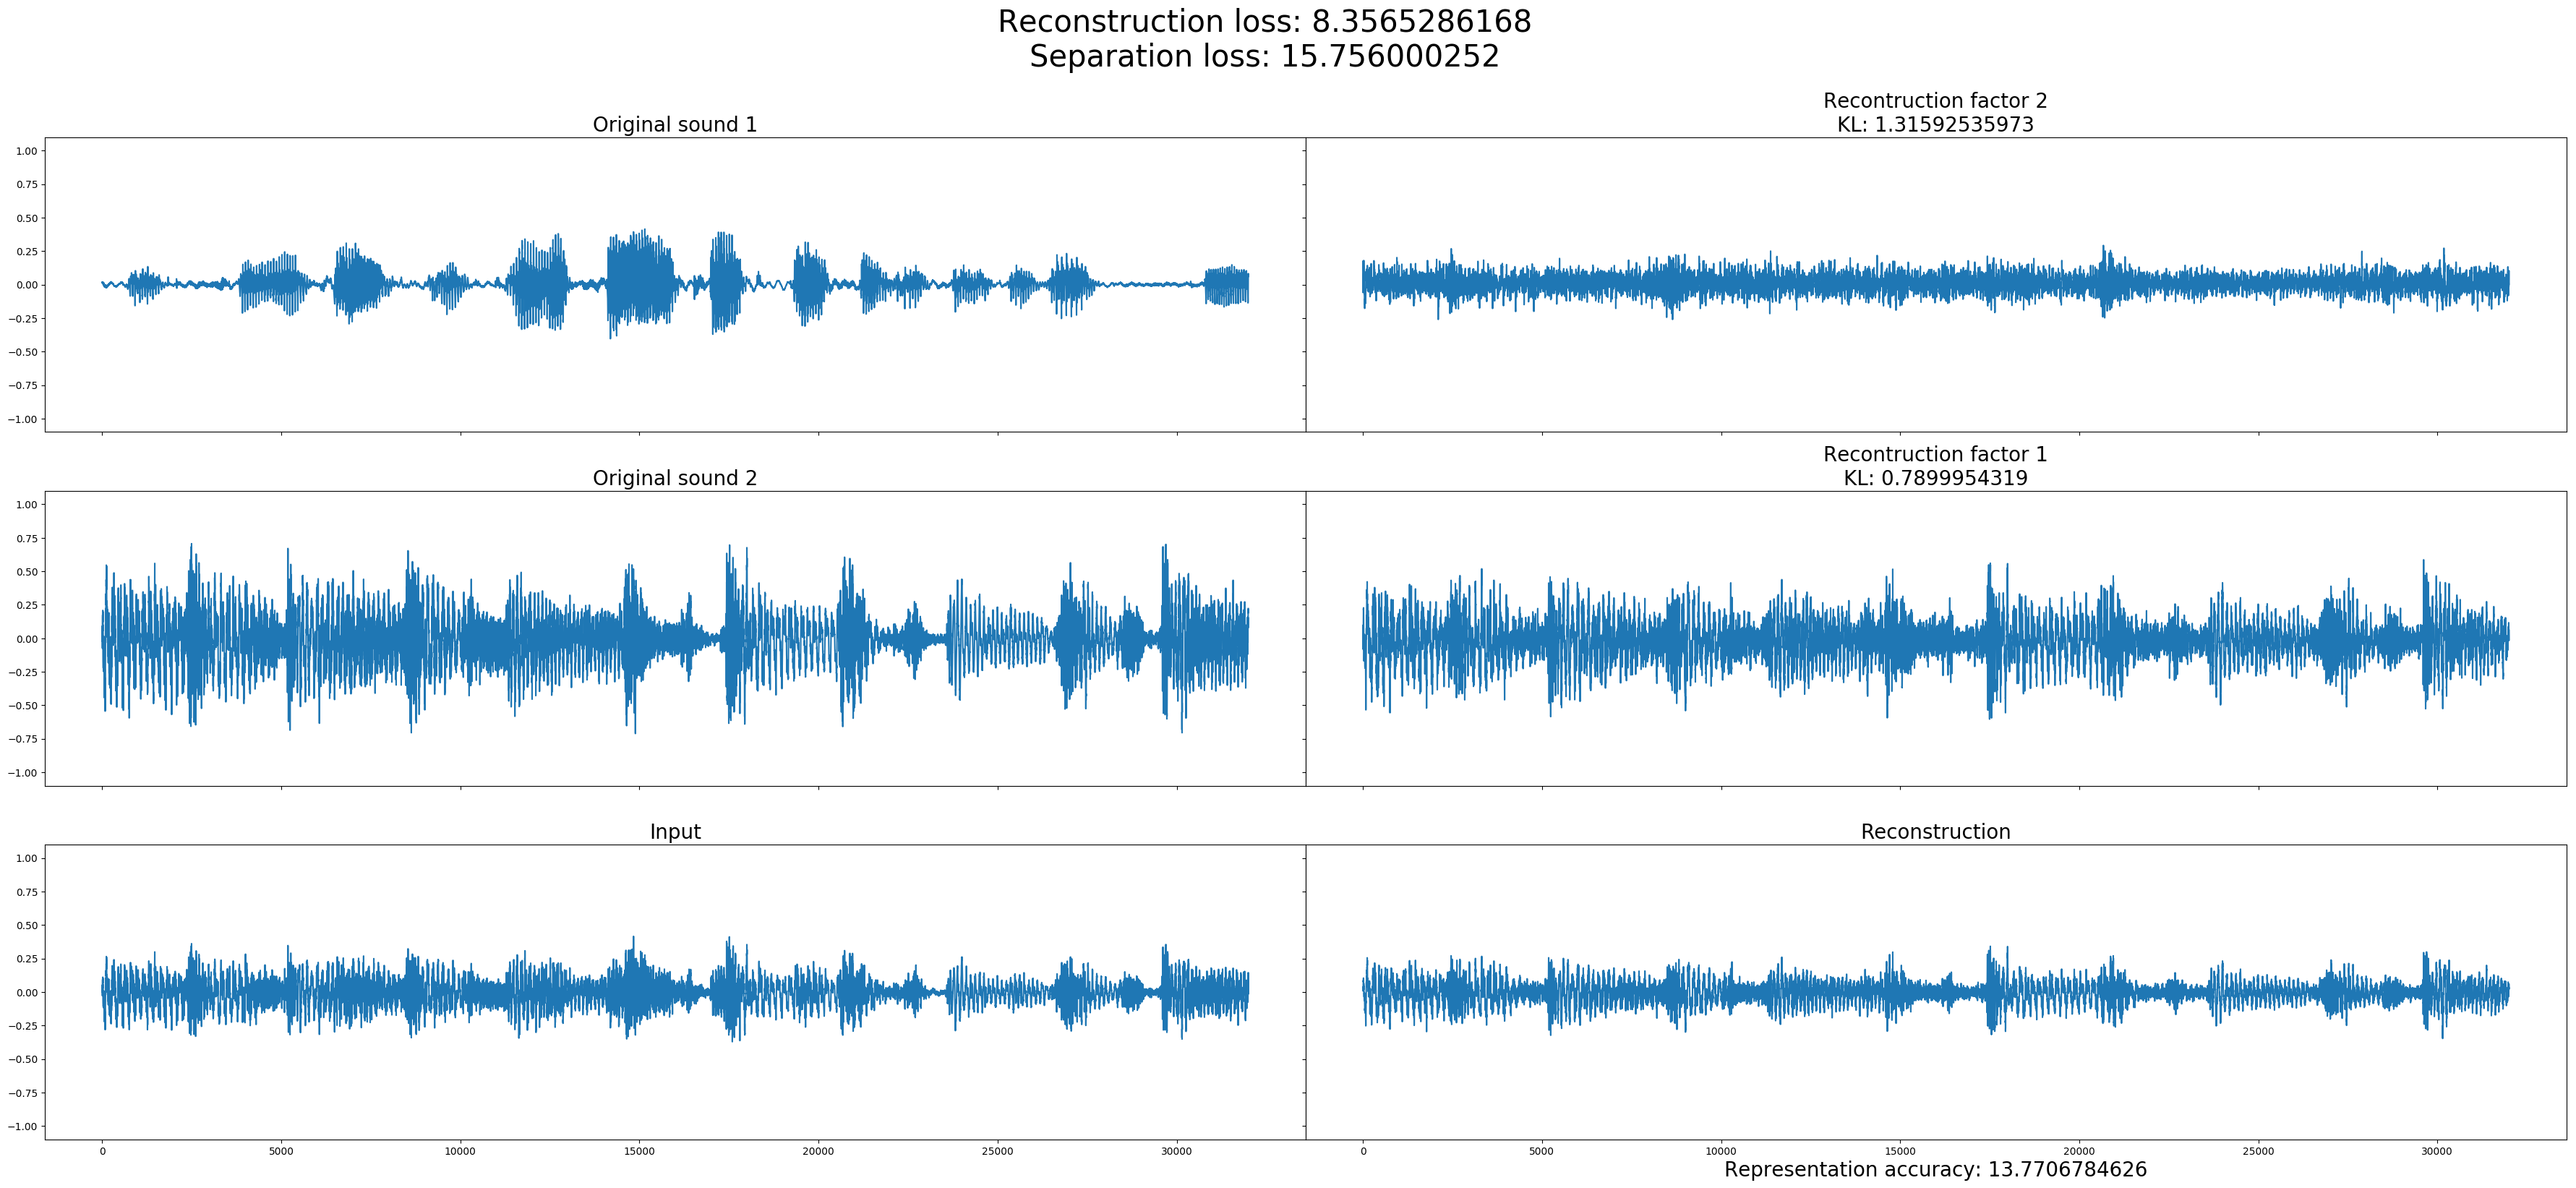 Reconstruction loss: 8.3565286168
Separation loss: 15.756000252
Original sound 1
Recontruction factor 2
KL: 1.31592535973
1.00
0.75
0.50
0.25
0.00
−0.25
−0.50
−0.75
−1.00
Original sound 2
Recontruction factor 1
KL: 0.7899954319
1.00
0.75
0.50
0.25
0.00
−0.25
−0.50
−0.75
−1.00
Input
Reconstruction
1.00
0.75
0.50
0.25
0.00
−0.25
−0.50
−0.75
−1.00
0 5000 10000 15000 20000 25000 30000
0 5000 10000 15000 20000 25000 30000
Representation accuracy: 13.7706784626